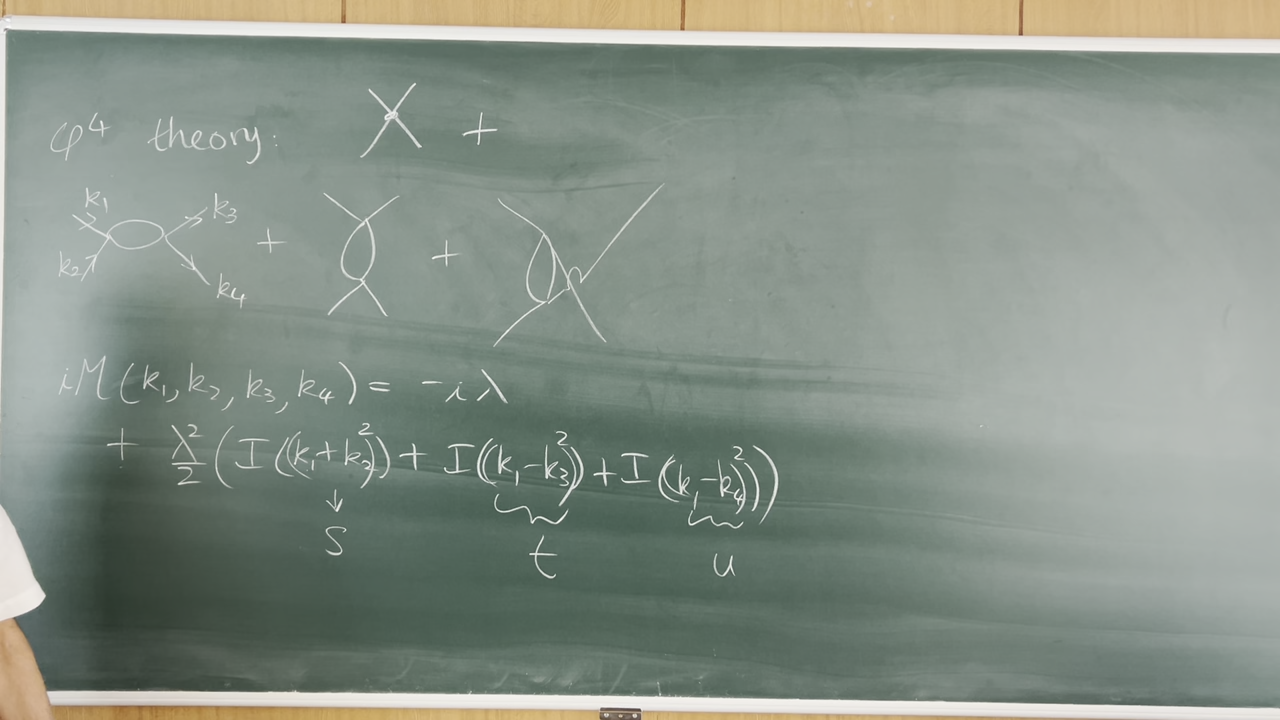 φ⁴ theory: +
k₁ k₃
+ +
k₂ k₄
iM(k₁, k₂, k₃, k₄) = -iλ
+ λ²/2 (I((k₁+k₂)²) + I((k₁-k₃)²) + I((k₁-k₄)²))
↓
s t u